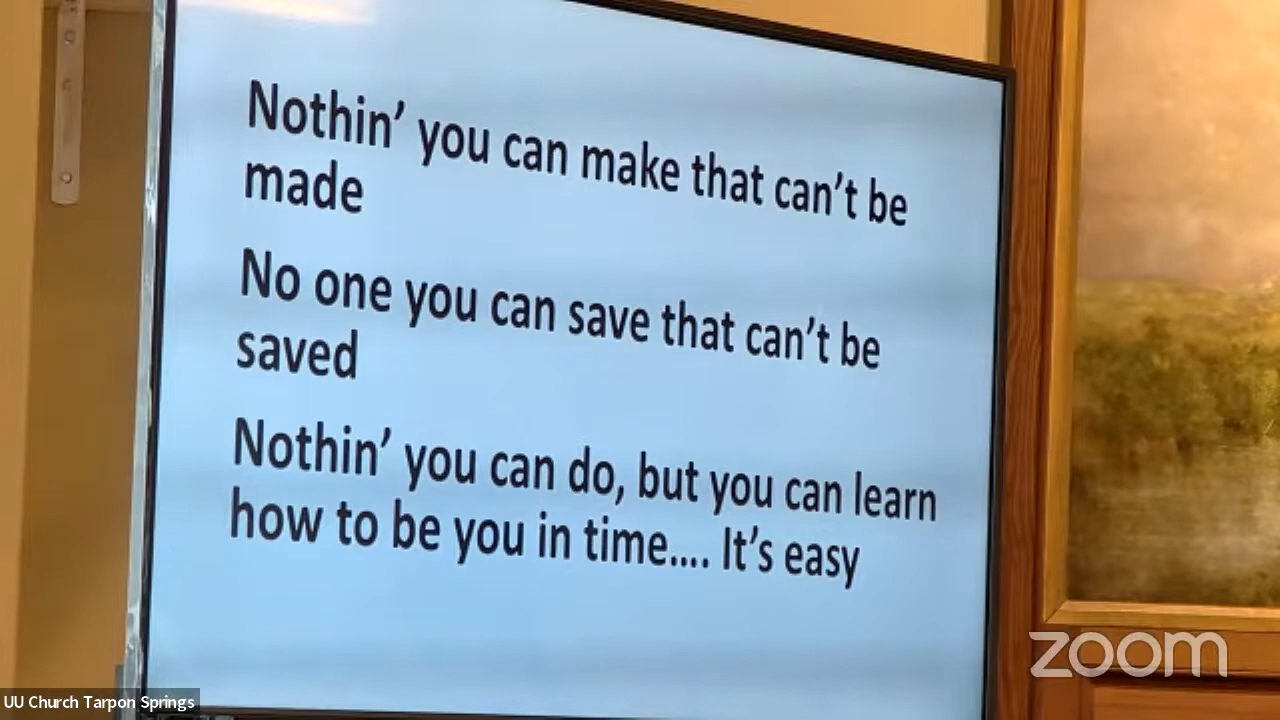 Nothin’ you can make that can’t be
made
No one you can save that can’t be
saved
Nothin’ you can do, but you can learn
how to be you in time.... It’s easy
zoom
UU Church Tarpon Springs